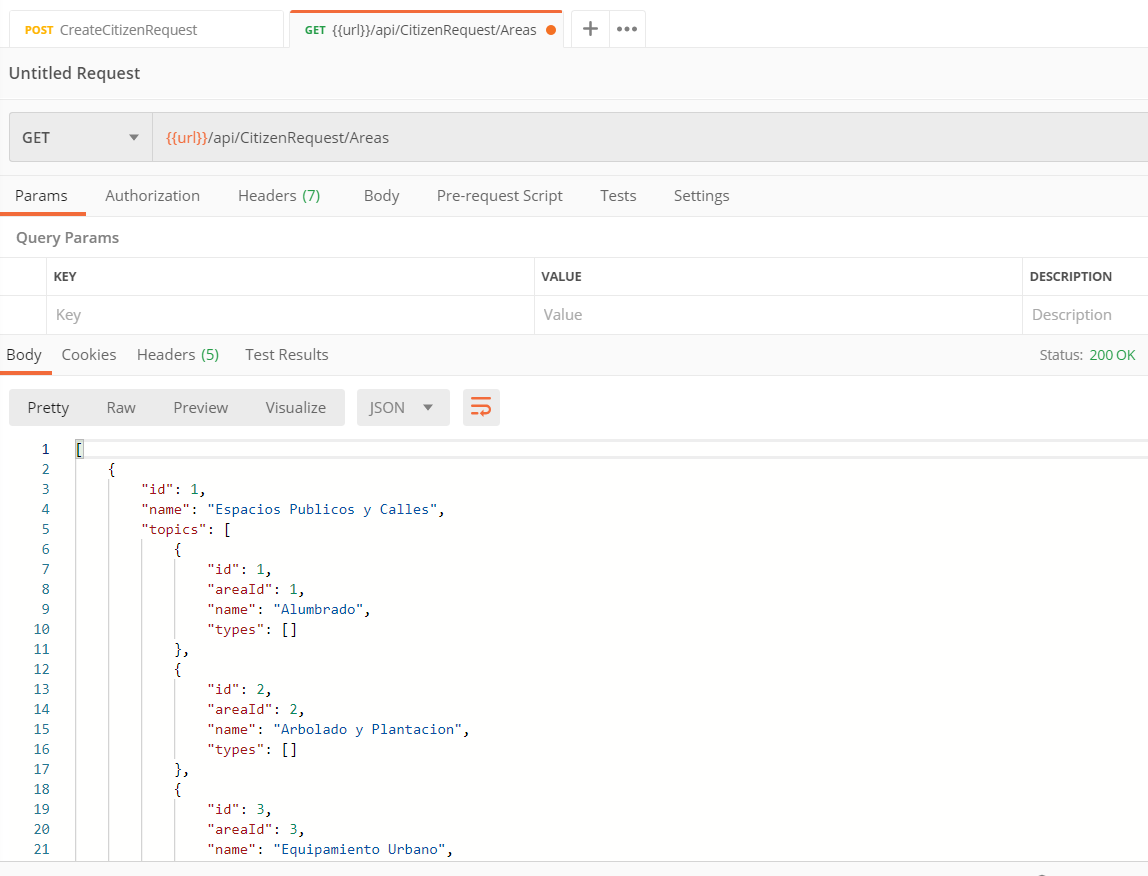 POST CreateCitizenRequest
GET {{url}}/api/CitizenRequest/Areas
Untitled Request
GET {{url}}/api/CitizenRequest/Areas
Params Authorization Headers (7) Body Pre-request Script Tests Settings
Query Params
KEY VALUE DESCRIPTION
Key Value Description
Body Cookies Headers (5) Test Results Status: 200 OK
Pretty Raw Preview Visualize JSON
1 [
2 {
3 "id": 1,
4 "name": "Espacios Publicos y Calles",
5 "topics": [
6 {
7 "id": 1,
8 "areaId": 1,
9 "name": "Alumbrado",
10 "types": []
11 },
12 {
13 "id": 2,
14 "areaId": 2,
15 "name": "Arbolado y Plantacion",
16 "types": []
17 },
18 {
19 "id": 3,
20 "areaId": 3,
21 "name": "Equipamiento Urbano",